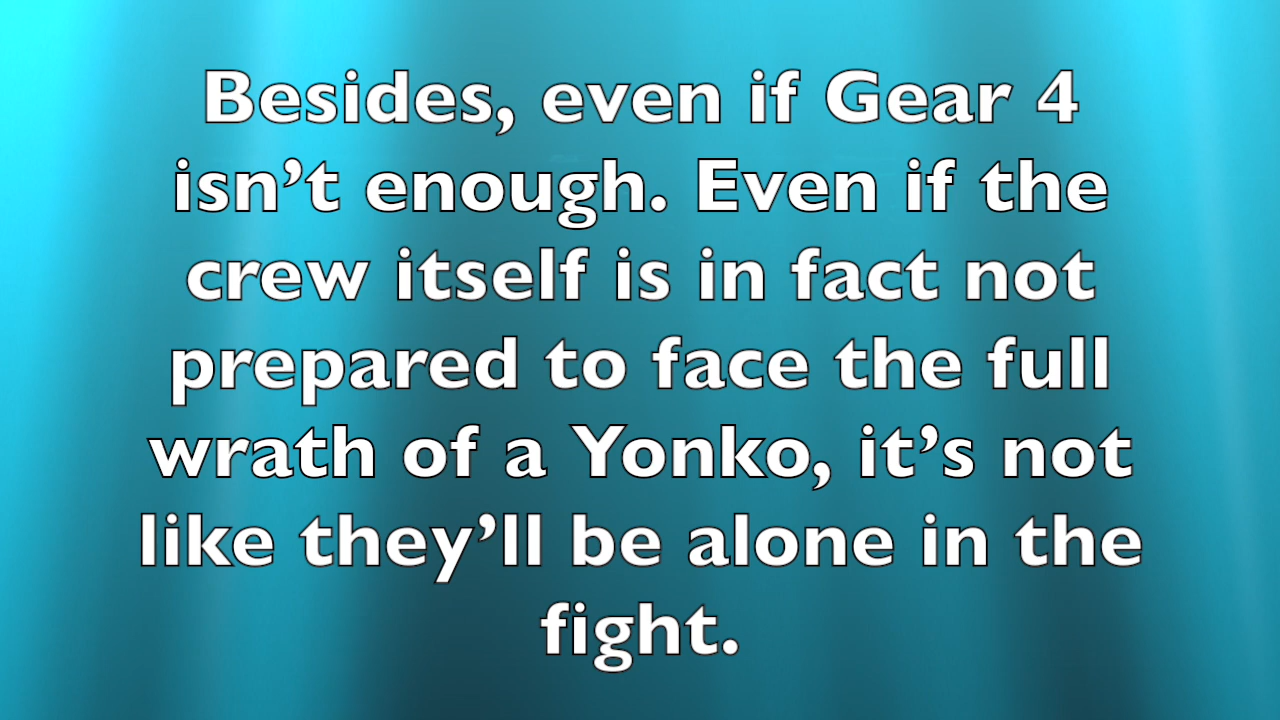 Besides, even if Gear 4
isn’t enough. Even if the
crew itself is in fact not
prepared to face the full
wrath of a Yonko, it’s not
like they’ll be alone in the
fight.